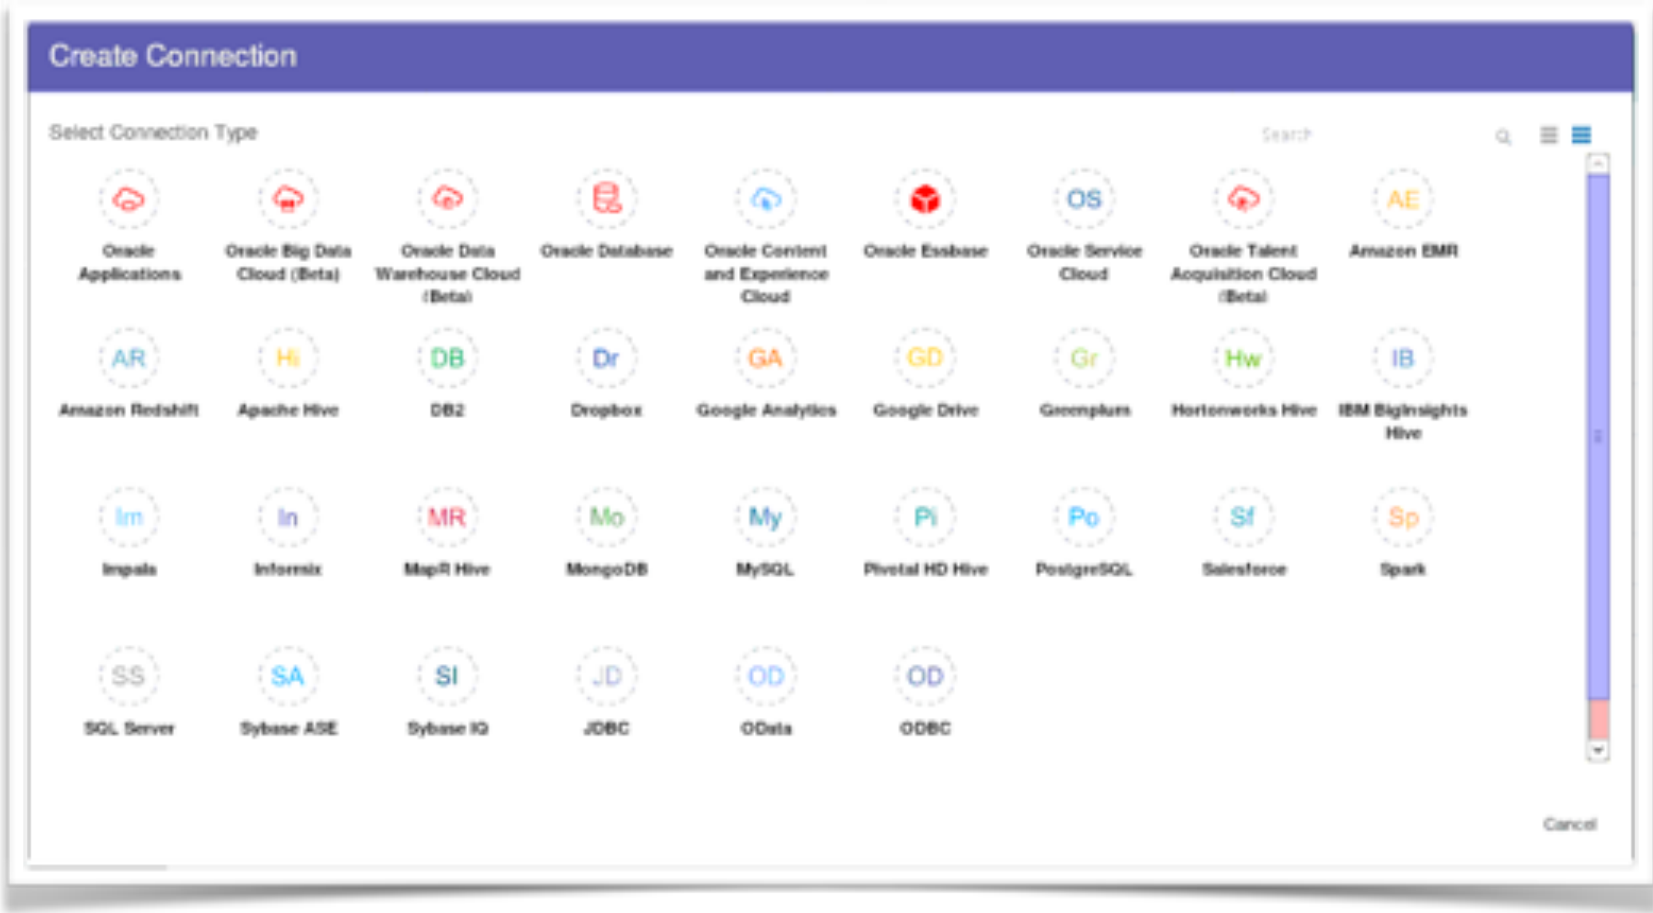 Create Connection
Select Connection Type
Search
OS
AE
Oracle Applications
Oracle Big Data Cloud (Beta)
Oracle Data Warehouse Cloud (Beta)
Oracle Database
Oracle Content and Experience Cloud
Oracle Essbase
Oracle Service Cloud
Oracle Talent Acquisition Cloud (Beta)
Amazon EMR
AR
Hi
DB
Dr
GA
GD
Gr
Hw
IB
Amazon Redshift
Apache Hive
DB2
Dropbox
Google Analytics
Google Drive
Greenplum
Hortonworks Hive
IBM BigInsights Hive
Im
In
MR
Mo
My
Pi
Po
Sf
Sp
Impala
Informix
MapR Hive
MongoDB
MySQL
Pivotal HD Hive
PostgreSQL
Salesforce
Spark
SS
SA
SI
JD
OD
OD
SQL Server
Sybase ASE
Sybase IQ
JDBC
OData
ODBC
Cancel